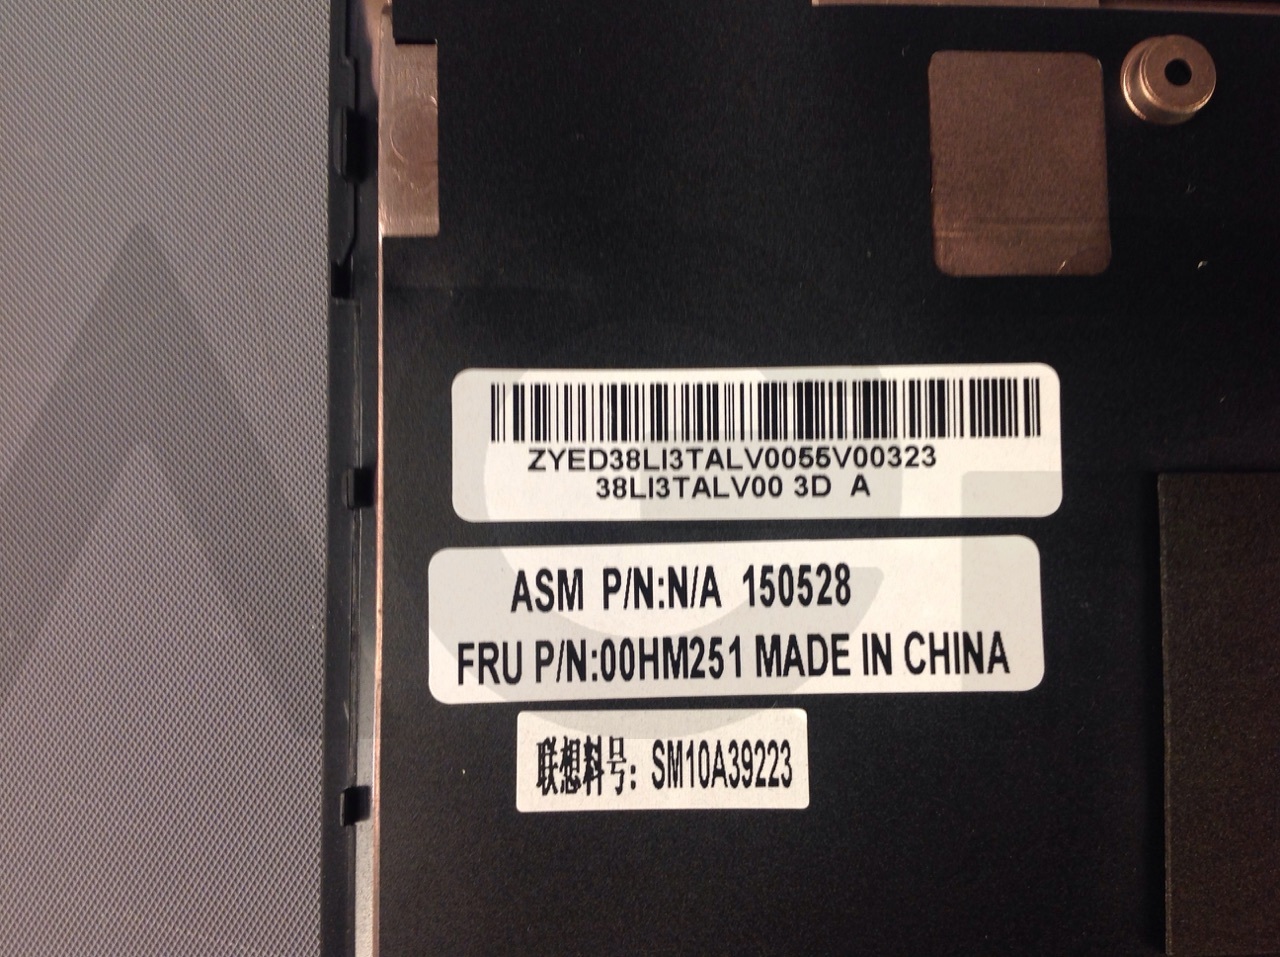 ZYED38LI3TALV0055V00323
38LI3TALV00 3D A
ASM P/N:N/A 150528
FRU P/N:00HM251 MADE IN CHINA
联想料号: SM10A39223